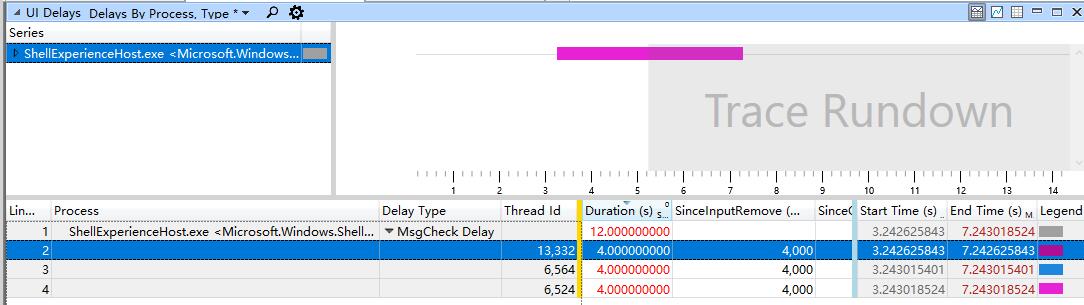 UI Delays Delays By Process, Type *
Series
ShellExperienceHost.exe <Microsoft.Windows...
Trace Rundown
1 2 3 4 5 6 7 8 9 10 11 12 13 14
Lin... Process Delay Type Thread Id Duration (s) S... 0 SinceInputRemove (... Start Time (s) End Time (s) M... Legend
1 ShellExperienceHost.exe <Microsoft.Windows.Shell... MsgCheck Delay 12.000000000 3.242625843 7.243018524
2 13,332 4.000000000 4,000 3.242625843 7.242625843
3 6,564 4.000000000 4,000 3.243015401 7.243015401
4 6,524 4.000000000 4,000 3.243018524 7.243018524